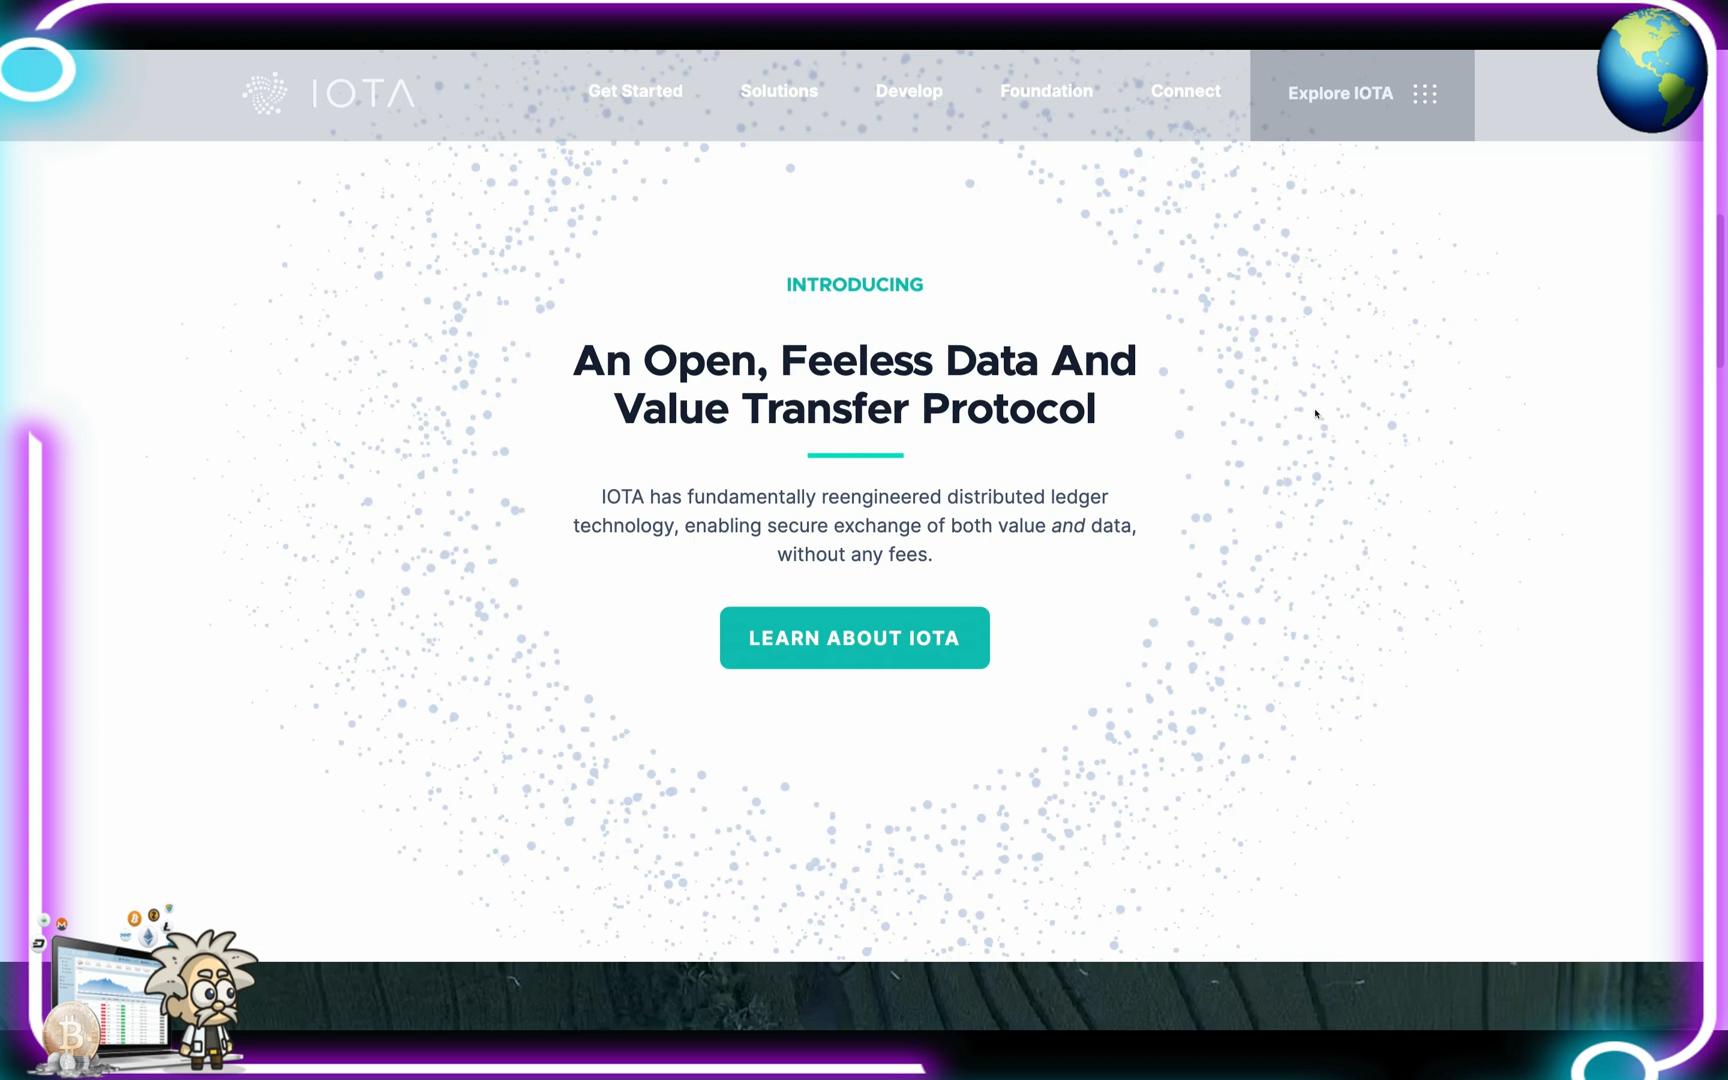 IOTA
Get Started
Solutions
Develop
Foundation
Connect
Explore IOTA
INTRODUCING
An Open, Feeless Data And
Value Transfer Protocol
IOTA has fundamentally reengineered distributed ledger
technology, enabling secure exchange of both value and data,
without any fees.
LEARN ABOUT IOTA